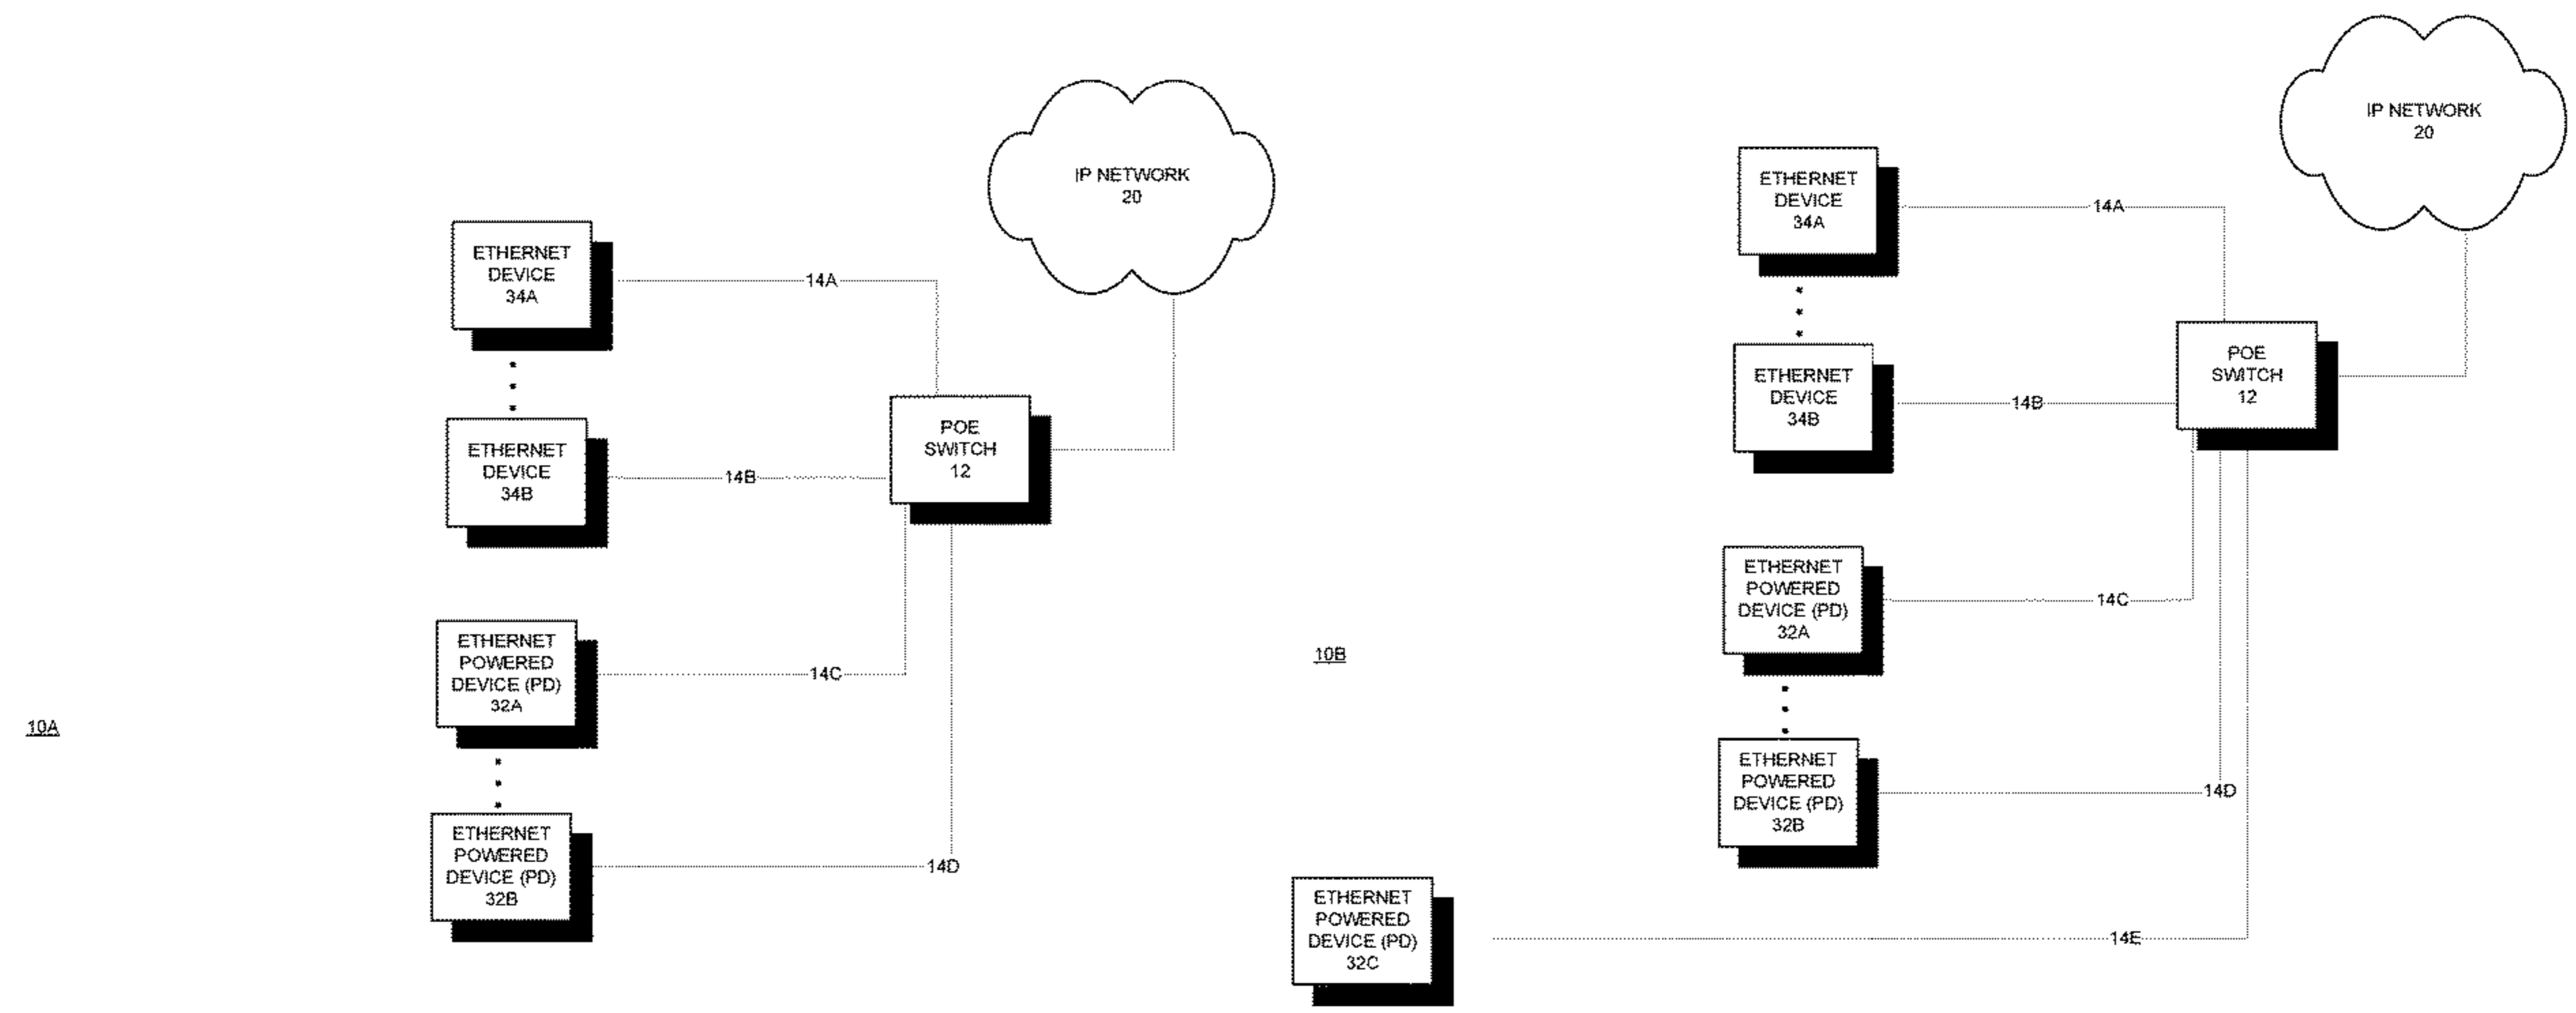 IP NETWORK
20
ETHERNET
DEVICE
34A
14A
ETHERNET
DEVICE
34B
14B
POE
SWITCH
12
ETHERNET
POWERED
DEVICE (PD)
32A
14C
10A
ETHERNET
POWERED
DEVICE (PD)
32B
14D
IP NETWORK
20
ETHERNET
DEVICE
34A
14A
ETHERNET
DEVICE
34B
14B
POE
SWITCH
12
ETHERNET
POWERED
DEVICE (PD)
32A
14C
10B
ETHERNET
POWERED
DEVICE (PD)
32B
14D
ETHERNET
POWERED
DEVICE (PD)
32C
14E